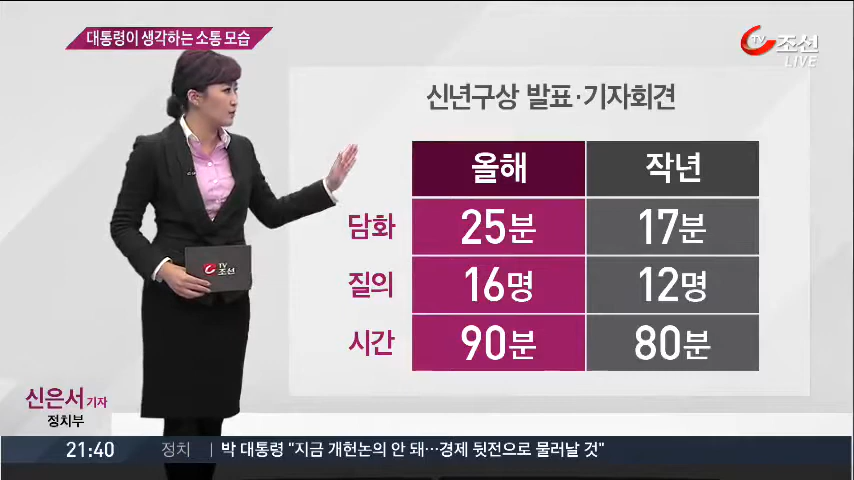 대통령이 생각하는 소통 모습
TV조선
LIVE
신년구상 발표·기자회견
올해 작년
담화 25분 17분
질의 16명 12명
시간 90분 80분
TV조선
신은서 기자
정치부
21:40 정치 박 대통령 "지금 개헌논의 안 돼…경제 뒷전으로 물러날 것"